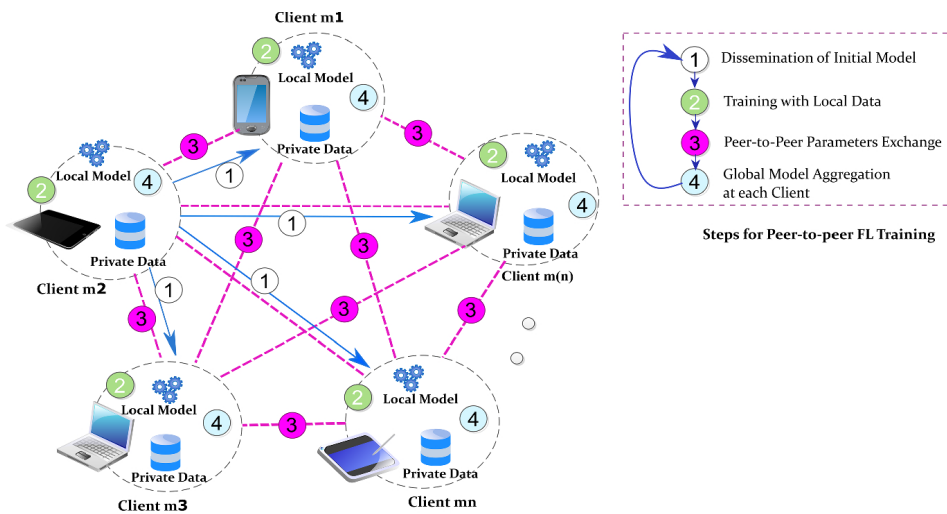 Client m1
2
Local Model
4
Private Data
3
3
2
Local Model
4
Private Data
Client m2
1
2
Local Model
4
Private Data
Client m(n)
1
3
3
1
1
3
3
3
2
Local Model
4
Private Data
Client m3
3
2
Local Model
4
Private Data
Client mn
1 Dissemination of Initial Model
2 Training with Local Data
3 Peer-to-Peer Parameters Exchange
4 Global Model Aggregation
at each Client
Steps for Peer-to-peer FL Training